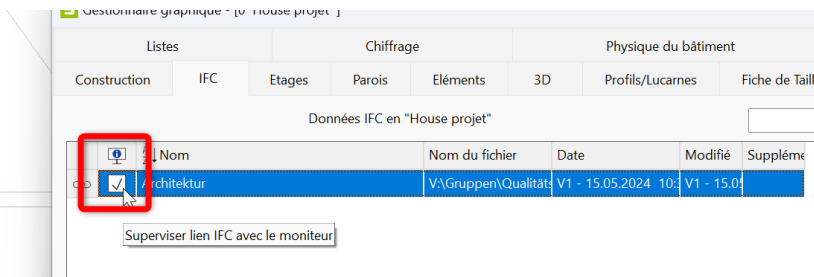 Gestionnaire graphique - [0 House projet ]
Listes Chiffrage Physique du bâtiment
Construction IFC Etages Parois Eléments 3D Profils/Lucarnes Fiche de Taill
Données IFC en "House projet"
Nom Nom du fichier Date Modifié Suppléme
Architektur V:\Gruppen\Qualitäts V1 - 15.05.2024 10: V1 - 15.05
Superviser lien IFC avec le moniteur